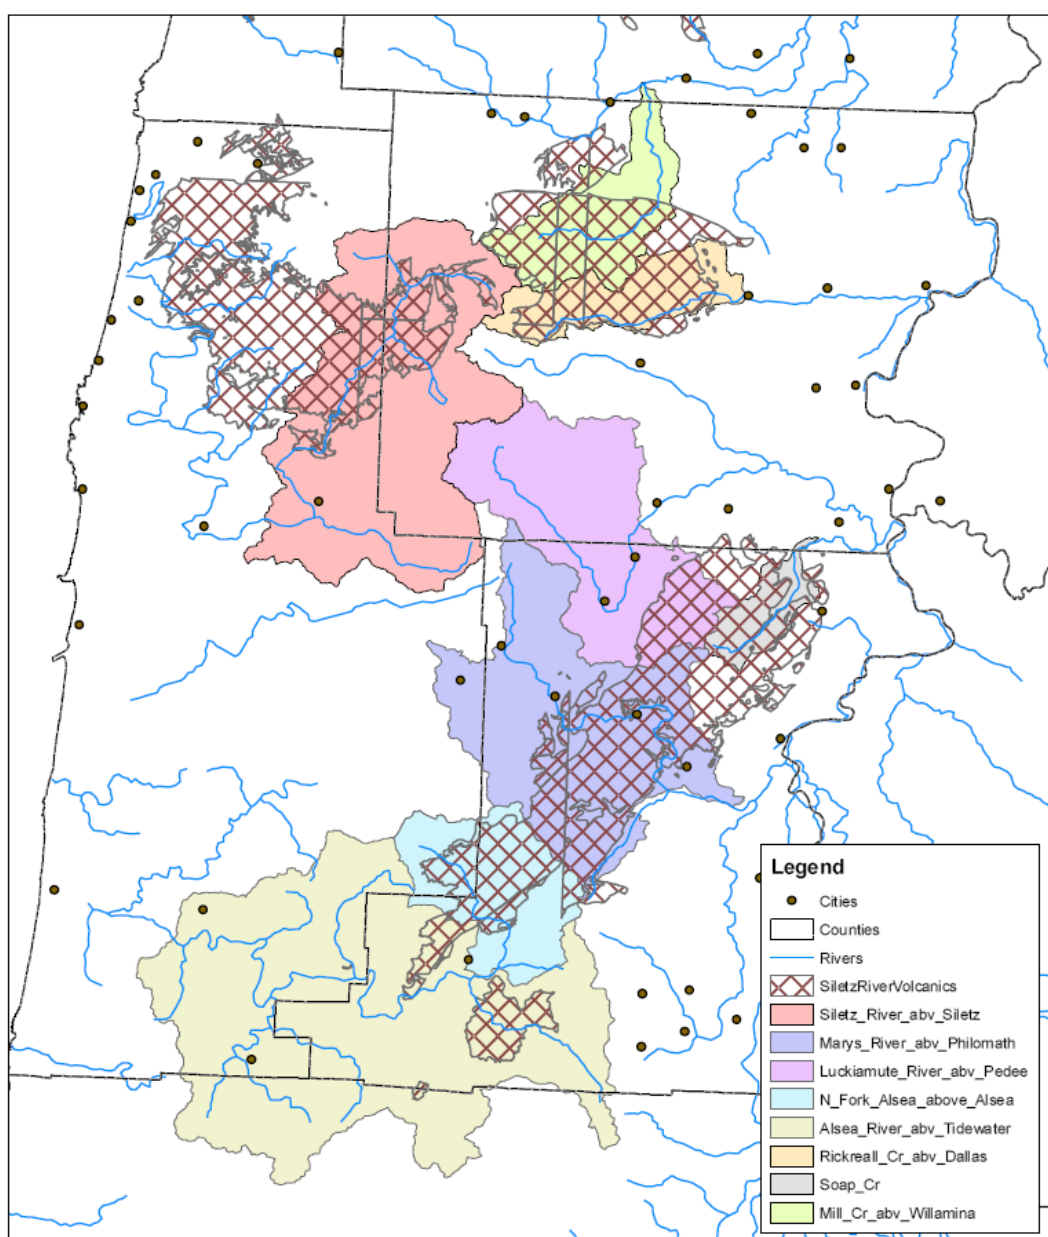 Legend
Cities
Counties
Rivers
SiletzRiverVolcanics
Siletz_River_abv_Siletz
Marys_River_abv_Philomath
Luckiamute_River_abv_Pedee
N_Fork_Alsea_above_Alsea
Alsea_River_abv_Tidewater
Rickreall_Cr_abv_Dallas
Soap_Cr
Mill_Cr_abv_Willamina